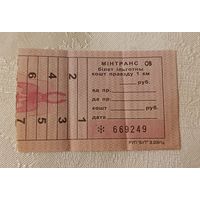 МІНТРАНС 09
білет ільготны
кошт праезду 1 км
руб.
ад пр.
да пр.
кошт руб.
дата
✻ 669249
1
2
3
4
5
6
7